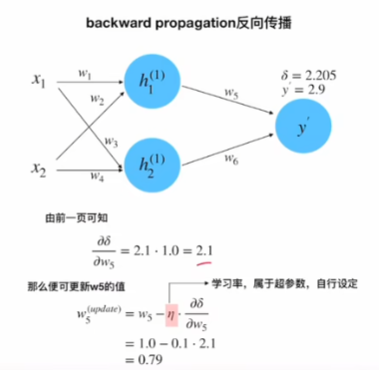 backward propagation反向传播
x₁ w₁ h₁⁽¹⁾ w₅ δ = 2.205
y′ = 2.9
w₂
y′
w₃
x₂ w₄ h₂⁽¹⁾ w₆
由前一页可知
∂δ/∂w₅ = 2.1 · 1.0 = 2.1
那么便可更新w5的值
学习率，属于超参数，自行设定
w₅⁽ᵘᵖᵈᵃᵗᵉ⁾ = w₅ − η · ∂δ/∂w₅
= 1.0 − 0.1 · 2.1
= 0.79